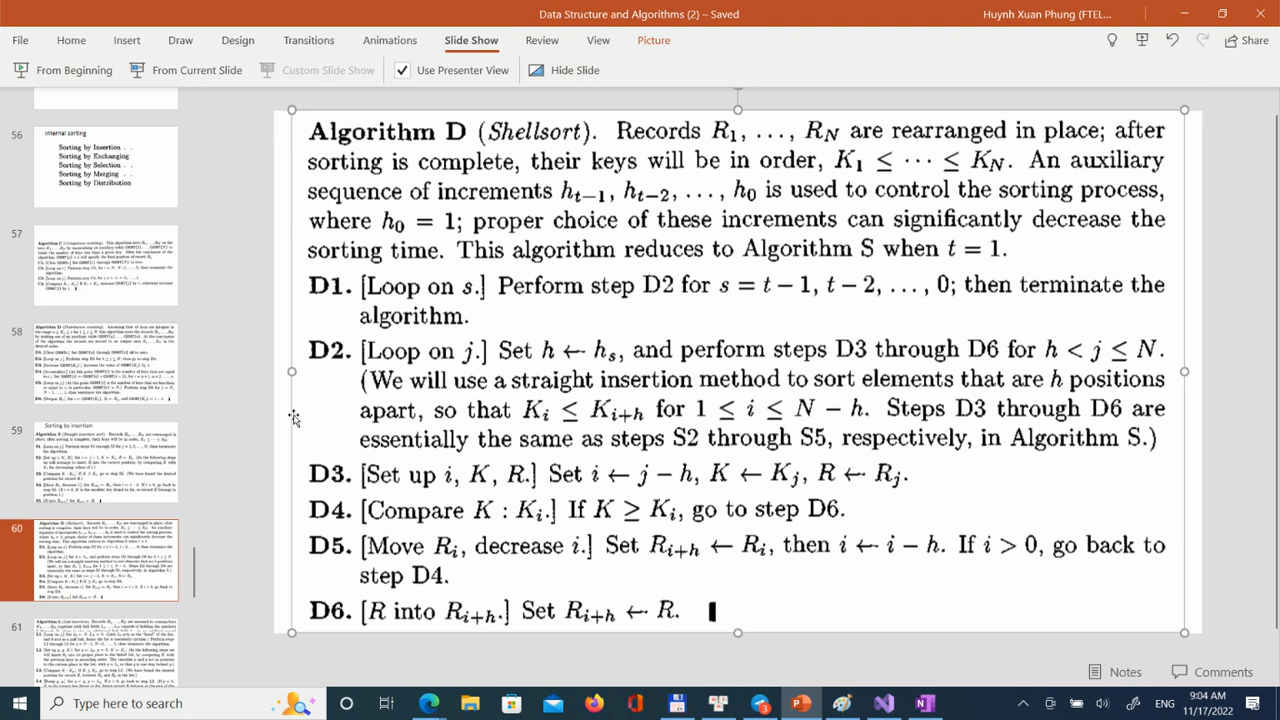 Data Structure and Algorithms (2) – Saved
Huynh Xuan Phung (FTEL...
File Home Insert Draw Design Transitions Animations Slide Show Review View Picture Share
From Beginning From Current Slide Custom Slide Show Use Presenter View Hide Slide
56
Internal sorting
Sorting by Insertion
Sorting by Exchanging
Sorting by Selection
Sorting by Merging
Sorting by Distribution
57
58
59
Sorting by Insertion
60
61
Algorithm D (Shellsort). Records R₁, ..., R_N are rearranged in place; after
sorting is complete, their keys will be in order, K₁ ≤ ··· ≤ K_N. An auxiliary
sequence of increments h_{t−1}, h_{t−2}, ..., h₀ is used to control the sorting process,
where h₀ = 1; proper choice of these increments can significantly decrease the
sorting time. This algorithm reduces to Algorithm S when t = 1.
D1. [Loop on s.] Perform step D2 for s = t − 1, t − 2, ..., 0; then terminate the
algorithm.
D2. [Loop on j.] Set h ← h_s, and perform steps D3 through D6 for h < j ≤ N.
(We will use a straight insertion method to sort elements that are h positions
apart, so that K_i ≤ K_{i+h} for 1 ≤ i ≤ N − h. Steps D3 through D6 are
essentially the same as steps S2 through S5, respectively, in Algorithm S.)
D3. [Set up i, K, R.] Set i ← j − h, K ← K_j, R ← R_j.
D4. [Compare K : K_i.] If K ≥ K_i, go to step D6.
D5. [Move R_i, decrease i.] Set R_{i+h} ← R_i, then i ← i − h. If i > 0, go back to
step D4.
D6. [R into R_{i+h}.] Set R_{i+h} ← R.
Notes Comments
Type here to search
9:04 AM
11/17/2022